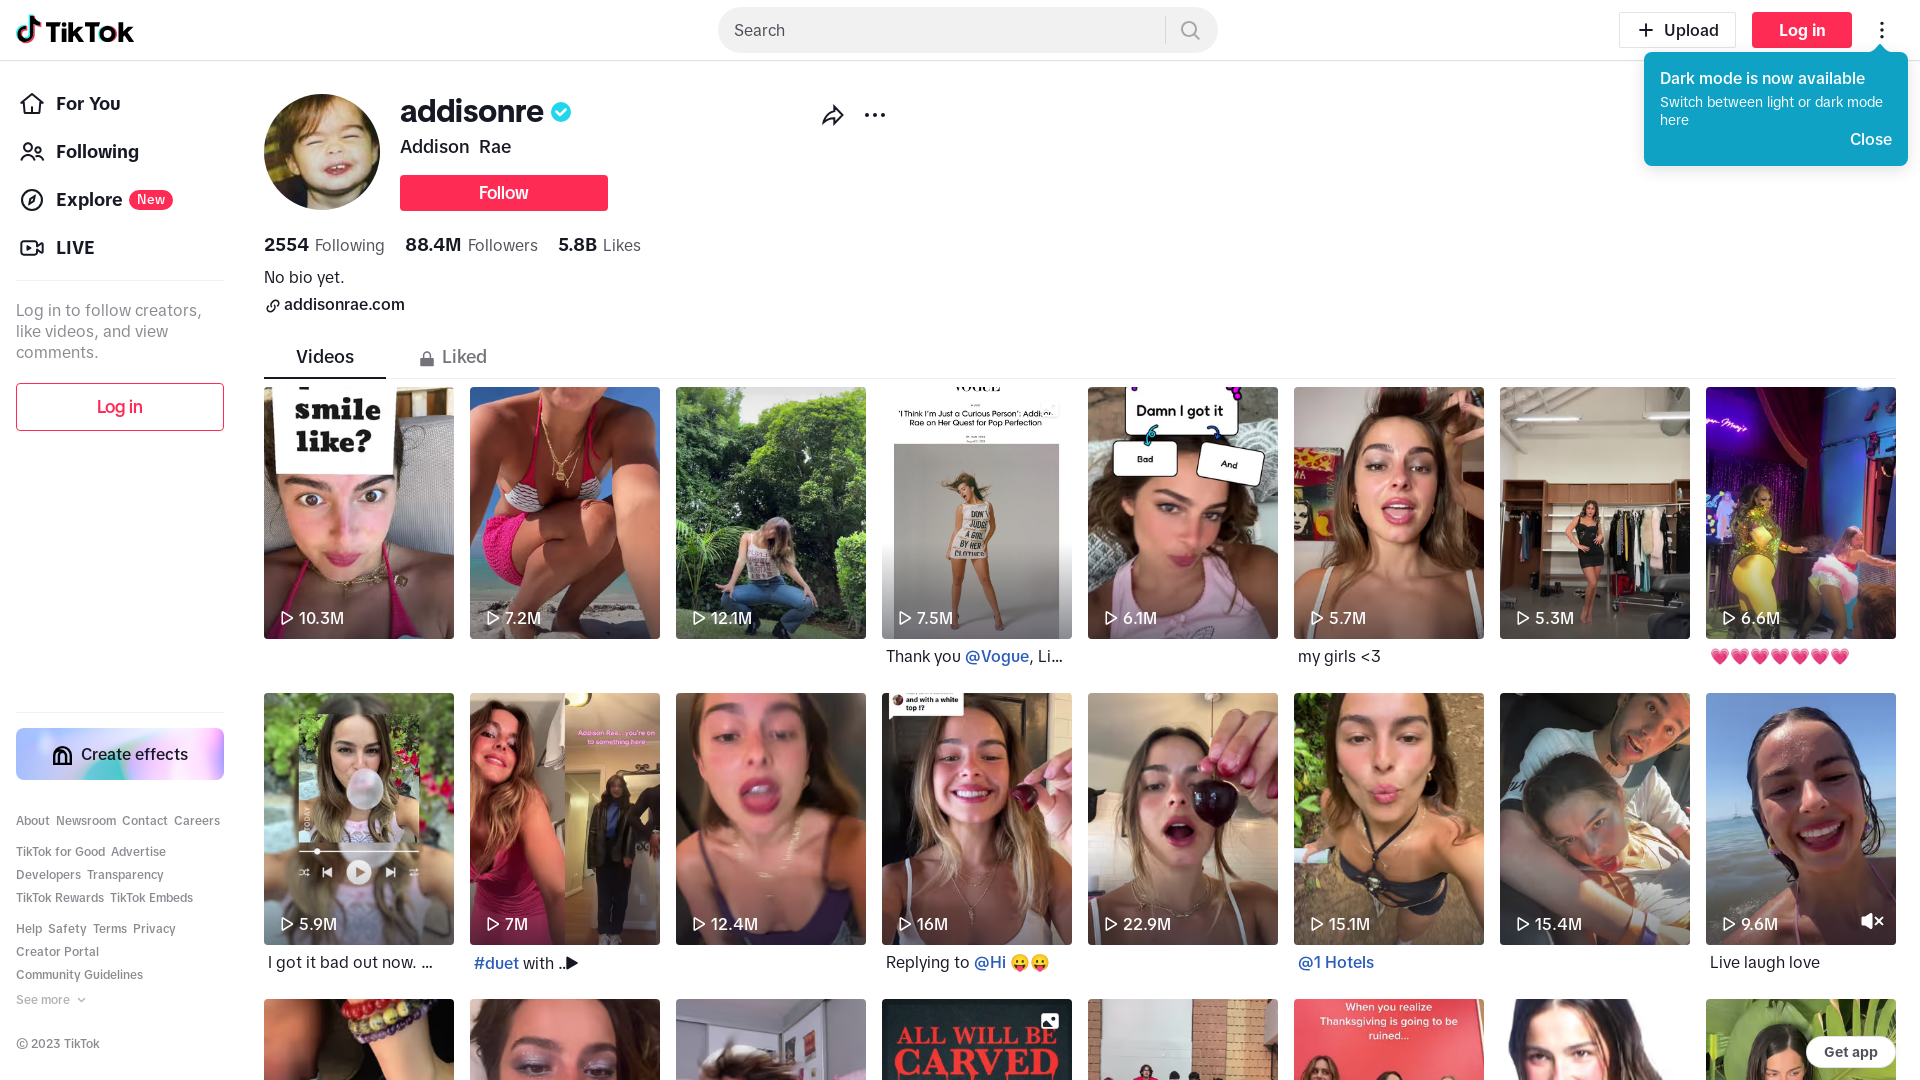 TikTok
Search
Upload
Log in
Dark mode is now available
Switch between light or dark mode
here
Close
For You
Following
Explore New
LIVE
Log in to follow creators,
like videos, and view
comments.
Log in
Create effects
About Newsroom Contact Careers
TikTok for Good Advertise
Developers Transparency
TikTok Rewards TikTok Embeds
Help Safety Terms Privacy
Creator Portal
Community Guidelines
See more
© 2023 TikTok
addisonre
Addison Rae
Follow
2554 Following 88.4M Followers 5.8B Likes
No bio yet.
addisonrae.com
Videos
Liked
smile
like?
10.3M
7.2M
12.1M
VOGUE
'I Think I'm Just a Curious Person': Addison
Rae on Her Quest for Pop Perfection
DON'T
JUDGE
A GIRL
BY HER
CLOTHES
7.5M
Thank you @Vogue, Li...
Damn I got it
Bad
And
6.1M
5.7M
my girls <3
5.3M
6.6M
💗💗💗💗💗💗💗
5.9M
I got it bad out now. ...
Addison Rae... you're on
to something here
7M
#duet with ..
12.4M
and with a white
top !?
16M
Replying to @Hi 😛😛
22.9M
15.1M
@1 Hotels
15.4M
9.6M
Live laugh love
ALL WILL BE
CARVED
When you realize
Thanksgiving is going to be
ruined...
Get app